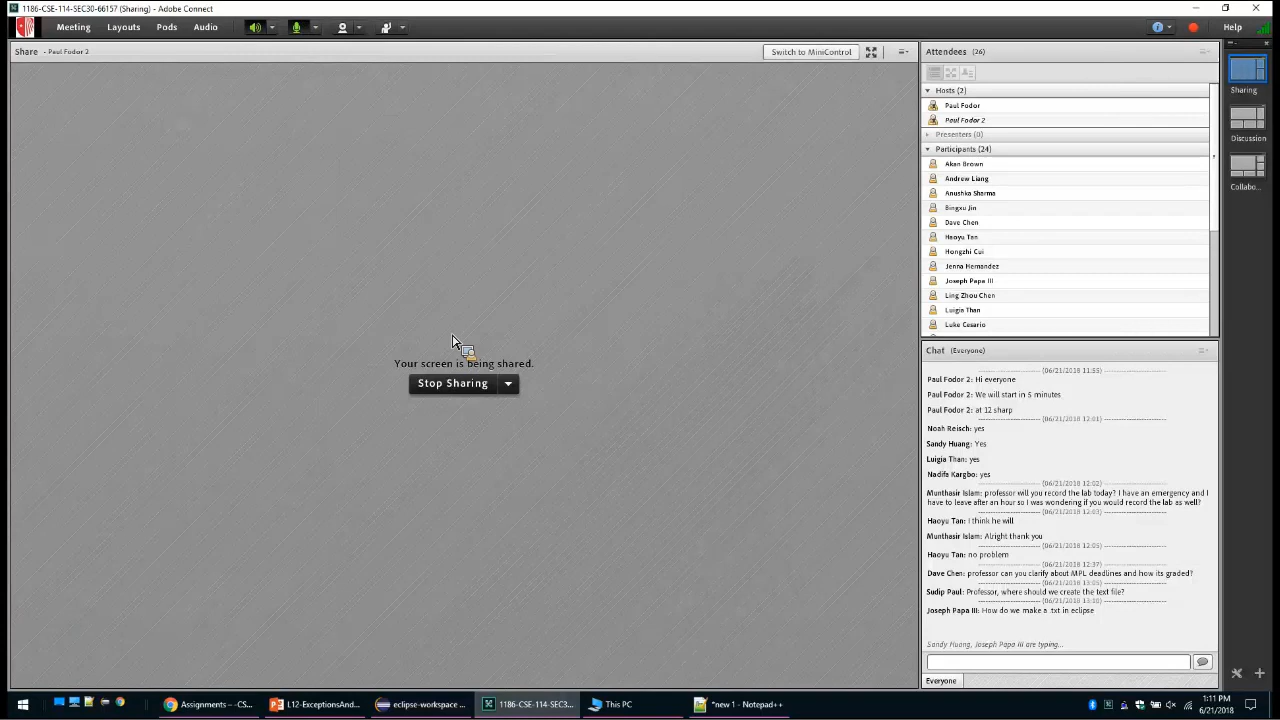 1186-CSE-114-SEC30-66157 (Sharing) - Adobe Connect
Meeting Layouts Pods Audio Help
Share - Paul Fodor 2
Switch to MiniControl
Your screen is being shared.
Stop Sharing
Attendees (26)
Hosts (2)
Paul Fodor
Paul Fodor 2
Presenters (0)
Participants (24)
Akan Brown
Andrew Liang
Anushka Sharma
Bingxu Jin
Dave Chen
Haoyu Tan
Hongzhi Cui
Jenna Hernandez
Joseph Papa III
Ling Zhou Chen
Luigia Than
Luke Cesario
Chat (Everyone)
(06/21/2018 11:55)
Paul Fodor 2: Hi everyone
Paul Fodor 2: We will start in 5 minutes
Paul Fodor 2: at 12 sharp
(06/21/2018 12:01)
Noah Reisch: yes
Sandy Huang: Yes
Luigia Than: yes
Nadifa Kargbo: yes
(06/21/2018 12:02)
Munthasir Islam: professor will you record the lab today? I have an emergency and I
have to leave after an hour so I was wondering if you would record the lab as well?
(06/21/2018 12:03)
Haoyu Tan: I think he will
Munthasir Islam: Alright thank you
(06/21/2018 12:05)
Haoyu Tan: no problem
(06/21/2018 12:37)
Dave Chen: professor can you clarify about MPL deadlines and how its graded?
(06/21/2018 13:05)
Sudip Paul: Professor, where should we create the text file?
(06/21/2018 13:10)
Joseph Papa III: How do we make a .txt in eclipse
Sandy Huang, Joseph Papa III are typing...
Everyone
Sharing
Discussion
Collabo...
Assignments – -CS...
L12-ExceptionsAnd...
eclipse-workspace ...
1186-CSE-114-SEC3...
This PC
*new 1 - Notepad++
1:11 PM
6/21/2018